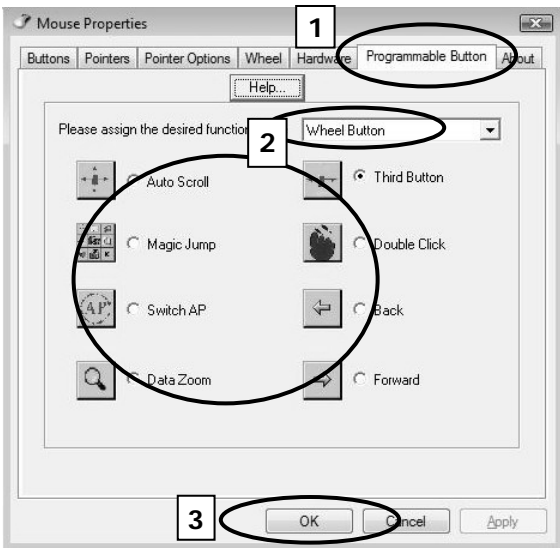 Mouse Properties
1
Buttons Pointers Pointer Options Wheel Hardware Programmable Button About
Help...
Please assign the desired function
2
Wheel Button
Auto Scroll Third Button
Magic Jump Double Click
AP
Switch AP Back
Data Zoom Forward
3
OK Cancel Apply